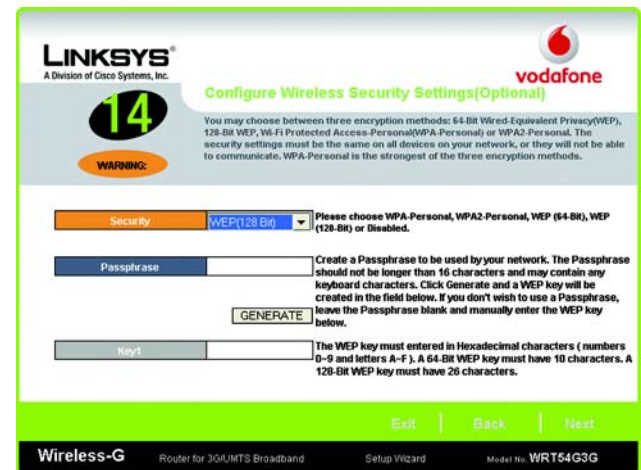 LINKSYS®
A Division of Cisco Systems, Inc.
vodafone
14
WARNING:
Configure Wireless Security Settings(Optional)
You may choose between three encryption methods: 64-Bit Wired-Equivalent Privacy(WEP),
128-Bit WEP, Wi-Fi Protected Access-Personal(WPA-Personal) or WPA2-Personal. The
security settings must be the same on all devices on your network, or they will not be able
to communicate. WPA-Personal is the strongest of the three encryption methods.
Security
WEP(128 Bit)
Please choose WPA-Personal, WPA2-Personal, WEP (64-Bit), WEP
(128-Bit) or Disabled.
Passphrase
Create a Passphrase to be used by your network. The Passphrase
should not be longer than 16 characters and may contain any
keyboard characters. Click Generate and a WEP key will be
created in the field below. If you don't wish to use a Passphrase,
leave the Passphrase blank and manually enter the WEP key
below.
GENERATE
Key1
The WEP key must entered in Hexadecimal characters ( numbers
0~9 and letters A~F ). A 64-Bit WEP key must have 10 characters. A
128-Bit WEP key must have 26 characters.
Exit
Back
Next
Wireless-G
Router for 3G/UMTS Broadband
Setup Wizard
Model No. WRT54G3G